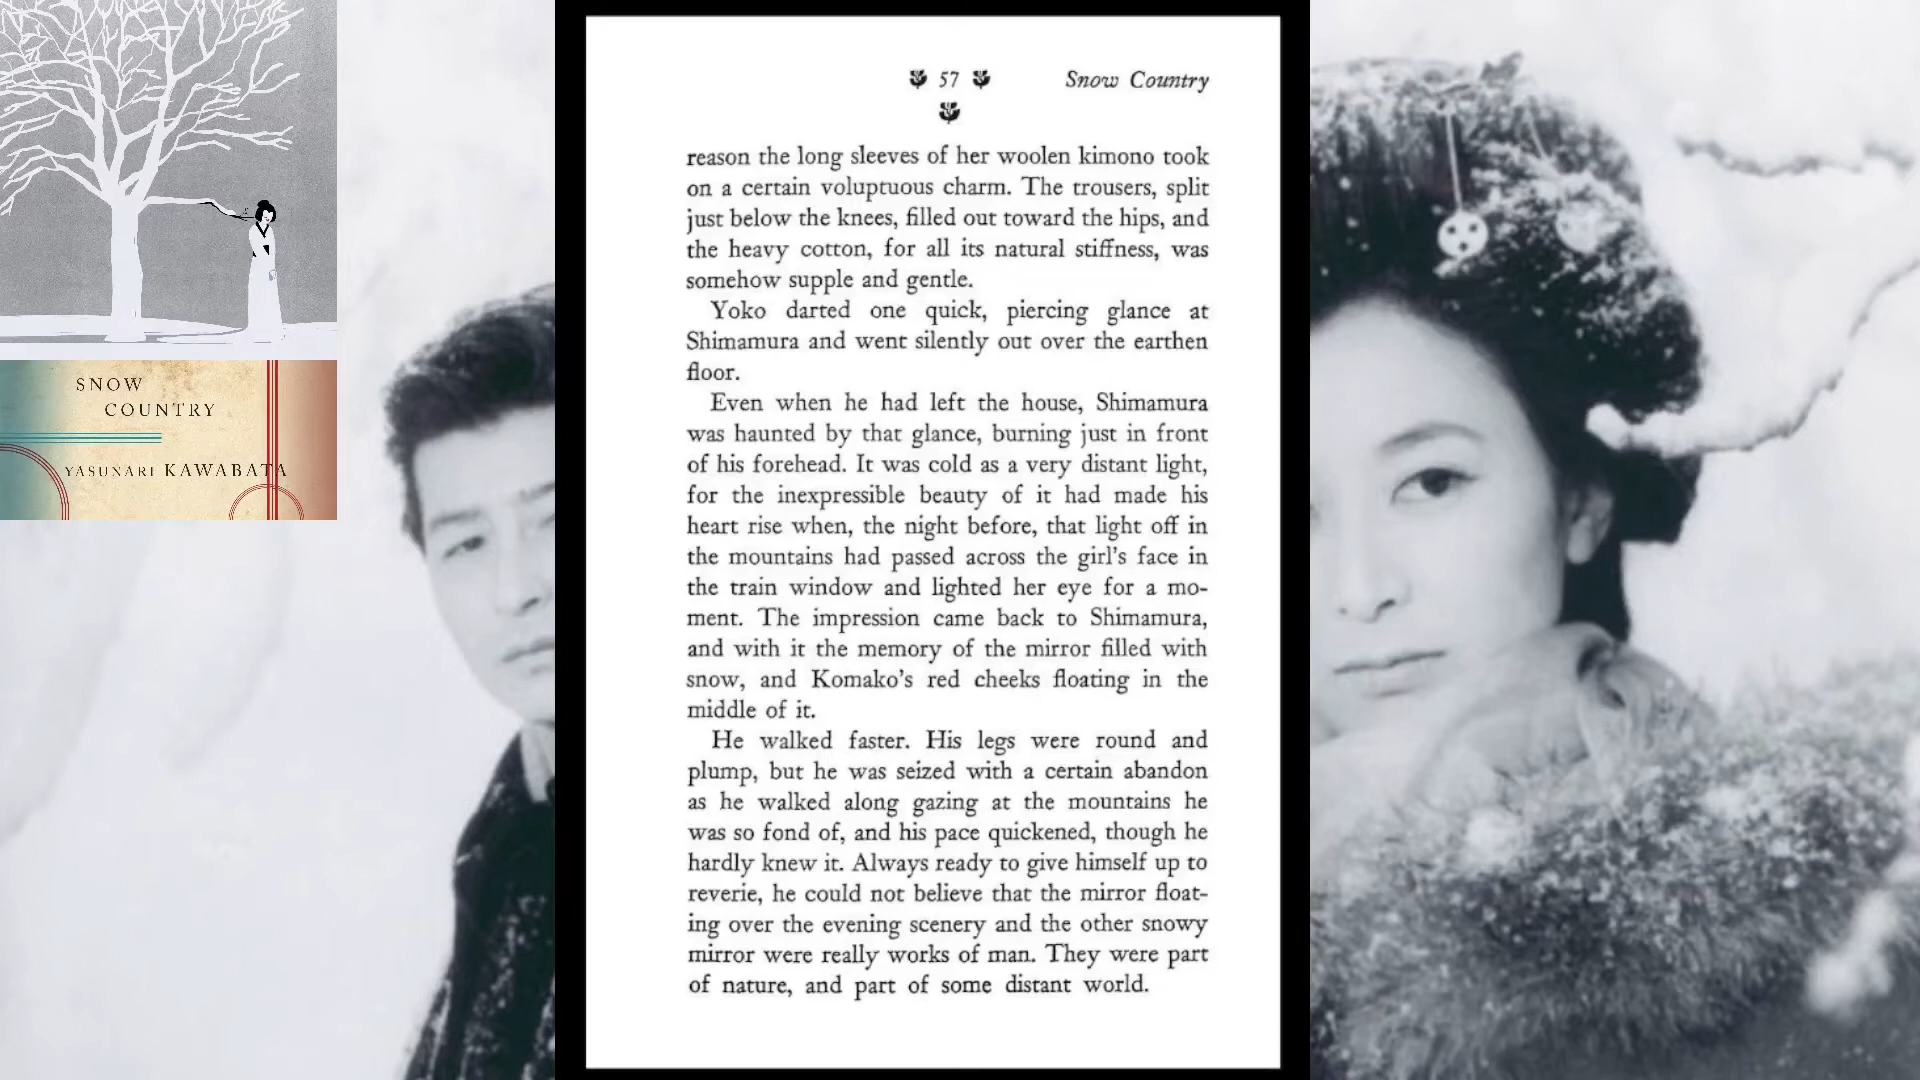 SNOW
COUNTRY
YASUNARI KAWABATA
57 Snow Country
reason the long sleeves of her woolen kimono took
on a certain voluptuous charm. The trousers, split
just below the knees, filled out toward the hips, and
the heavy cotton, for all its natural stiffness, was
somehow supple and gentle.
Yoko darted one quick, piercing glance at
Shimamura and went silently out over the earthen
floor.
Even when he had left the house, Shimamura
was haunted by that glance, burning just in front
of his forehead. It was cold as a very distant light,
for the inexpressible beauty of it had made his
heart rise when, the night before, that light off in
the mountains had passed across the girl's face in
the train window and lighted her eye for a mo-
ment. The impression came back to Shimamura,
and with it the memory of the mirror filled with
snow, and Komako's red cheeks floating in the
middle of it.
He walked faster. His legs were round and
plump, but he was seized with a certain abandon
as he walked along gazing at the mountains he
was so fond of, and his pace quickened, though he
hardly knew it. Always ready to give himself up to
reverie, he could not believe that the mirror float-
ing over the evening scenery and the other snowy
mirror were really works of man. They were part
of nature, and part of some distant world.